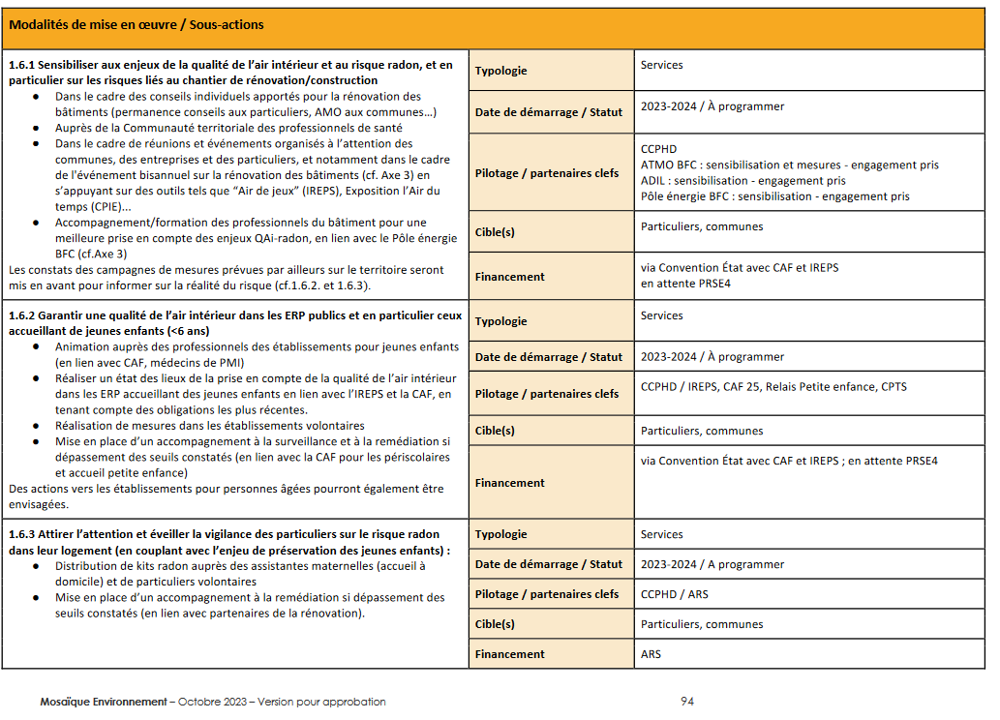 Modalités de mise en œuvre / Sous-actions
1.6.1 Sensibiliser aux enjeux de la qualité de l’air intérieur et au risque radon, et en
particulier sur les risques liés au chantier de rénovation/construction
● Dans le cadre des conseils individuels apportés pour la rénovation des
bâtiments (permanence conseils aux particuliers, AMO aux communes…)
● Auprès de la Communauté territoriale des professionnels de santé
● Dans le cadre de réunions et événements organisés à l’attention des
communes, des entreprises et des particuliers, et notamment dans le cadre
de l'événement bisannuel sur la rénovation des bâtiments (cf. Axe 3) en
s’appuyant sur des outils tels que “Air de jeux” (IREPS), Exposition l’Air du
temps (CPIE)...
● Accompagnement/formation des professionnels du bâtiment pour une
meilleure prise en compte des enjeux QAi-radon, en lien avec le Pôle énergie
BFC (cf.Axe 3)
Les constats des campagnes de mesures prévues par ailleurs sur le territoire seront
mis en avant pour informer sur la réalité du risque (cf.1.6.2. et 1.6.3).
Typologie
Services
Date de démarrage / Statut
2023-2024 / À programmer
Pilotage / partenaires clefs
CCPHD
ATMO BFC : sensibilisation et mesures - engagement pris
ADIL : sensibilisation - engagement pris
Pôle énergie BFC : sensibilisation - engagement pris
Cible(s)
Particuliers, communes
Financement
via Convention État avec CAF et IREPS
en attente PRSE4
1.6.2 Garantir une qualité de l’air intérieur dans les ERP publics et en particulier ceux
accueillant de jeunes enfants (<6 ans)
● Animation auprès des professionnels des établissements pour jeunes enfants
(en lien avec CAF, médecins de PMI)
● Réaliser un état des lieux de la prise en compte de la qualité de l’air intérieur
dans les ERP accueillant des jeunes enfants en lien avec l’IREPS et la CAF, en
tenant compte des obligations les plus récentes.
● Réalisation de mesures dans les établissements volontaires
● Mise en place d’un accompagnement à la surveillance et à la remédiation si
dépassement des seuils constatés (en lien avec la CAF pour les périscolaires
et accueil petite enfance)
Des actions vers les établissements pour personnes âgées pourront également être
envisagées.
Typologie
Services
Date de démarrage / Statut
2023-2024 / À programmer
Pilotage / partenaires clefs
CCPHD / IREPS, CAF 25, Relais Petite enfance, CPTS
Cible(s)
Particuliers, communes
Financement
via Convention État avec CAF et IREPS ; en attente PRSE4
1.6.3 Attirer l’attention et éveiller la vigilance des particuliers sur le risque radon
dans leur logement (en couplant avec l’enjeu de préservation des jeunes enfants) :
● Distribution de kits radon auprès des assistantes maternelles (accueil à
domicile) et de particuliers volontaires
● Mise en place d’un accompagnement à la remédiation si dépassement des
seuils constatés (en lien avec partenaires de la rénovation).
Typologie
Services
Date de démarrage / Statut
2023-2024 / A programmer
Pilotage / partenaires clefs
CCPHD / ARS
Cible(s)
Particuliers, communes
Financement
ARS
Mosaïque Environnement – Octobre 2023 – Version pour approbation
94